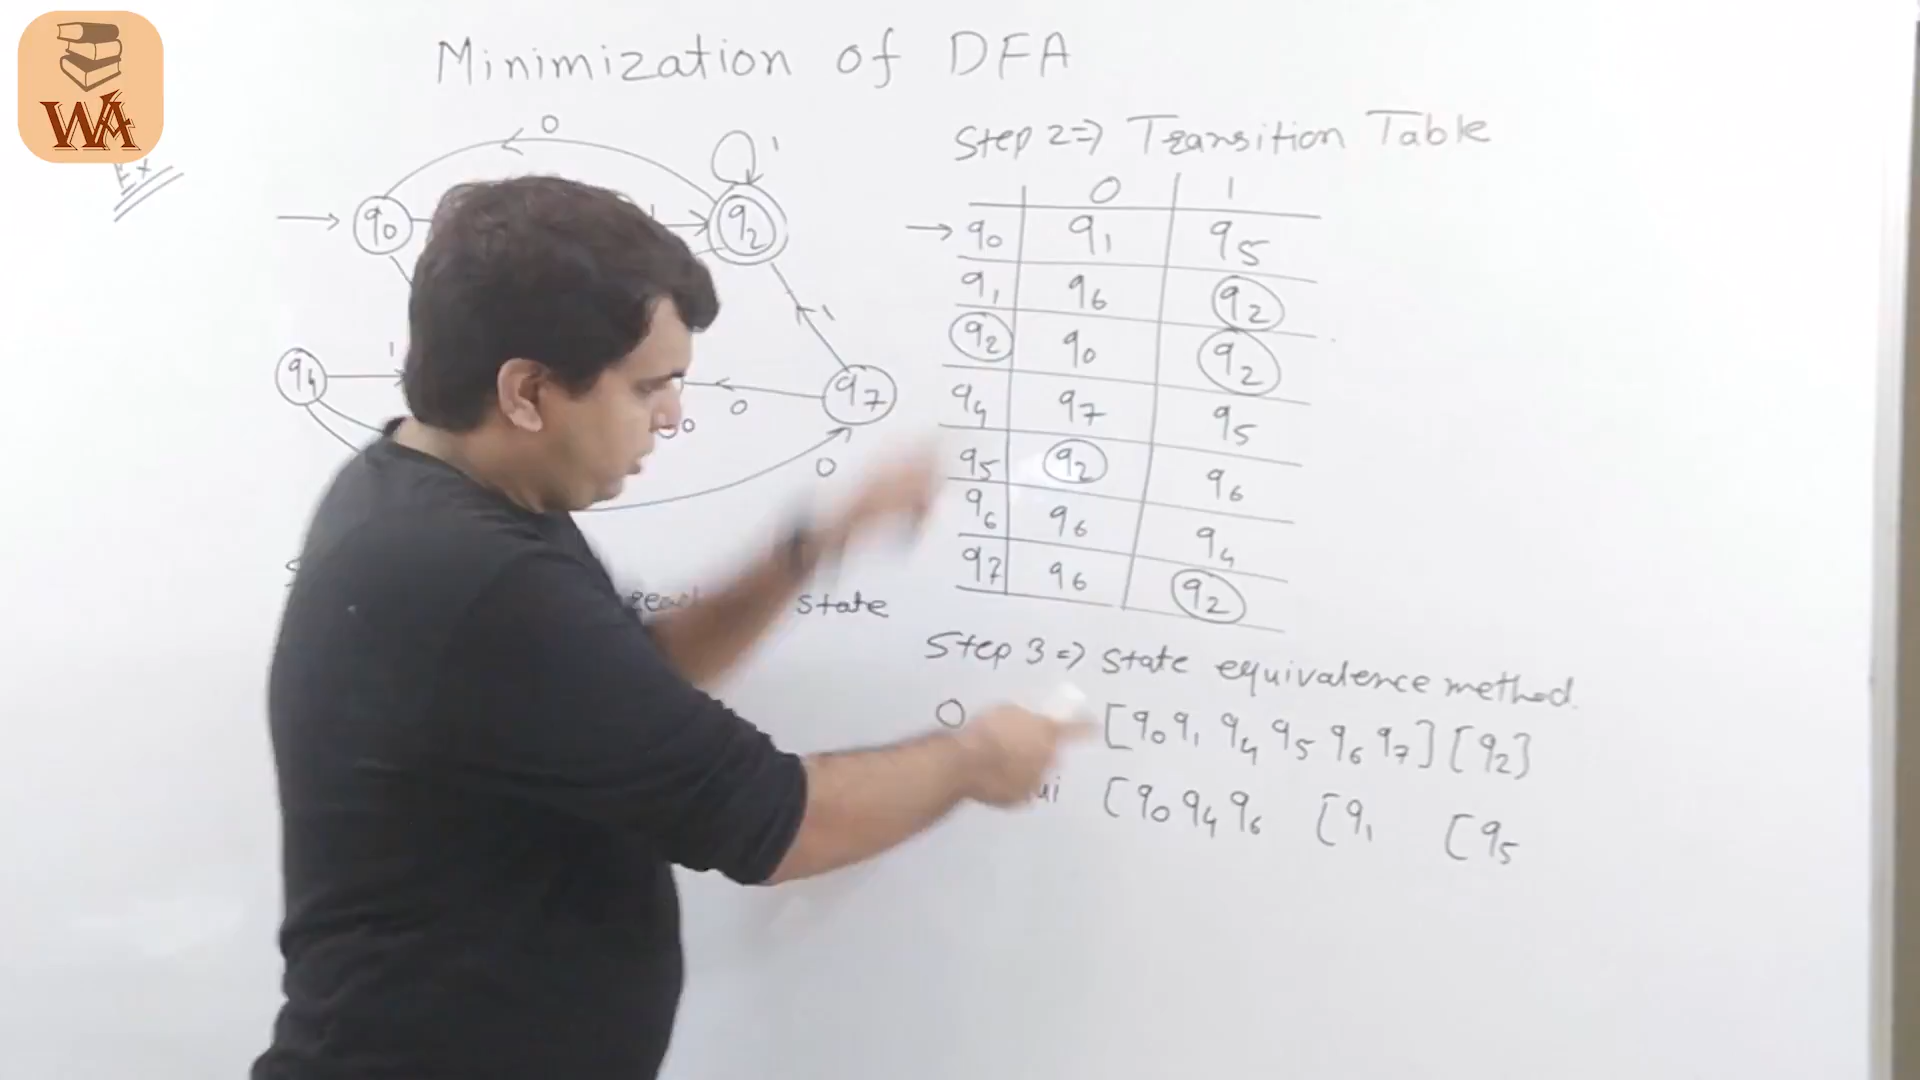 WA
Minimization of DFA
Ex
0
1
q0
q2
1
q4
1
q7
0
0
0
state
Step 2 => Transition Table
0 1
→ q0 q1 q5
q1 q6 q2
q2 q0 q2
q4 q7 q5
q5 q2 q6
q6 q6 q4
q7 q6 q2
Step 3 => State equivalence method.
0 [q0 q1 q4 q5 q6 q7] [q2]
ui [q0 q4 q6 [q1 [q5